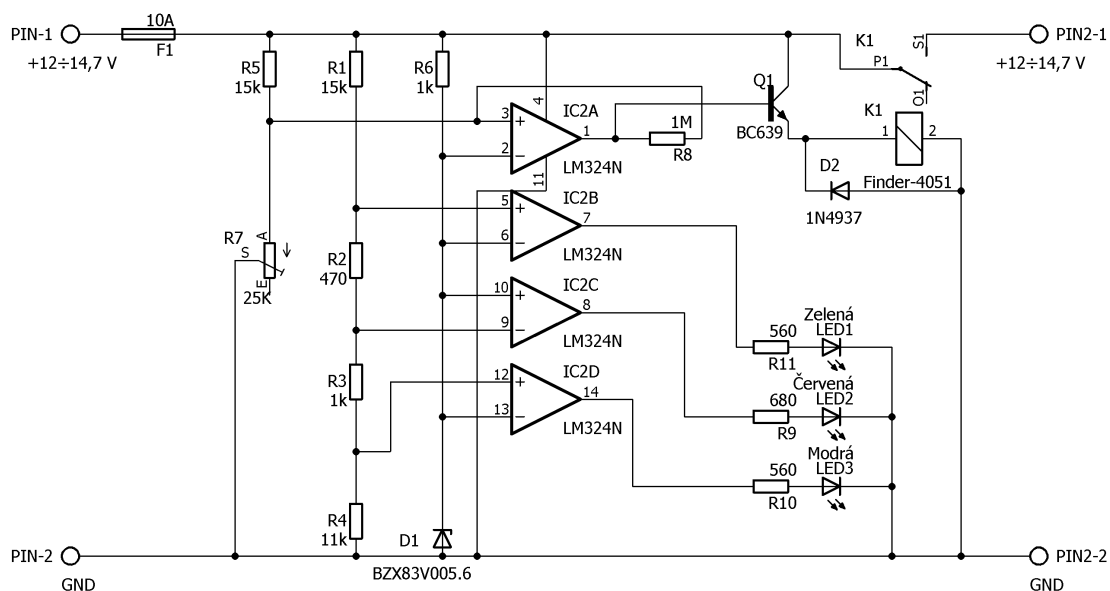 10A
PIN-1
F1
+12÷14,7 V
R5
15k
R1
15k
R6
1k
4
IC2A
3
+
1
2
−
LM324N
11
1M
R8
Q1
BC639
K1
S1
P1
O1
PIN2-1
+12÷14,7 V
K1
1
2
D2
Finder-4051
1N4937
IC2B
5
+
7
6
−
LM324N
R7
A
S
E
25K
R2
470
IC2C
10
+
8
9
−
LM324N
Zelená
560
LED1
R11
R3
1k
IC2D
12
+
14
13
−
LM324N
Červená
680
LED2
R9
Modrá
560
LED3
R10
R4
11k
D1
BZX83V005.6
PIN-2
GND
PIN2-2
GND